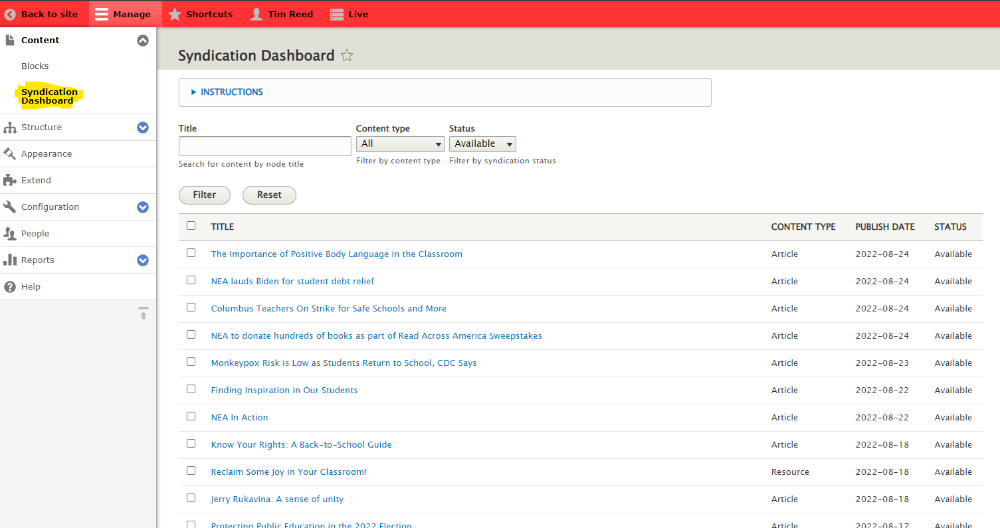 Back to site Manage Shortcuts Tim Reed Live
Content
Blocks
Syndication
Dashboard
Structure
Appearance
Extend
Configuration
People
Reports
Help
Syndication Dashboard
INSTRUCTIONS
Title Content type Status
All Available
Search for content by node title Filter by content type Filter by syndication status
Filter Reset
TITLE CONTENT TYPE PUBLISH DATE STATUS
The Importance of Positive Body Language in the Classroom Article 2022-08-24 Available
NEA lauds Biden for student debt relief Article 2022-08-24 Available
Columbus Teachers On Strike for Safe Schools and More Article 2022-08-24 Available
NEA to donate hundreds of books as part of Read Across America Sweepstakes Article 2022-08-24 Available
Monkeypox Risk is Low as Students Return to School, CDC Says Article 2022-08-23 Available
Finding Inspiration in Our Students Article 2022-08-22 Available
NEA In Action Article 2022-08-22 Available
Know Your Rights: A Back-to-School Guide Article 2022-08-18 Available
Reclaim Some Joy in Your Classroom! Resource 2022-08-18 Available
Jerry Rukavina: A sense of unity Article 2022-08-18 Available
Protecting Public Education in the 2022 Election Article 2022-08-17 Available